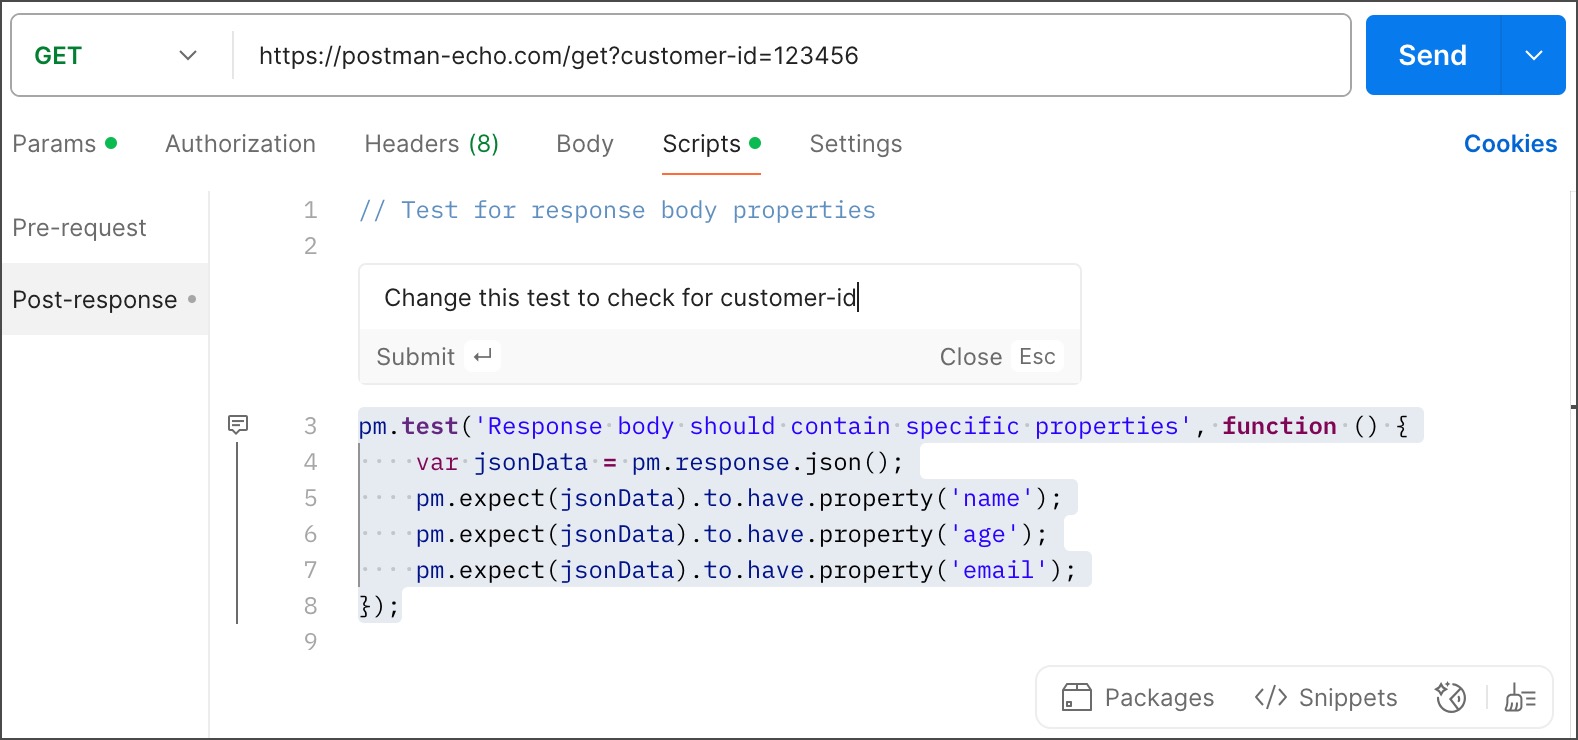 GET https://postman-echo.com/get?customer-id=123456 Send
Params Authorization Headers (8) Body Scripts Settings Cookies
Pre-request
Post-response
1 // Test for response body properties
2
Change this test to check for customer-id
Submit ↵ Close Esc
3 pm.test('Response body should contain specific properties', function () {
4     var jsonData = pm.response.json();
5     pm.expect(jsonData).to.have.property('name');
6     pm.expect(jsonData).to.have.property('age');
7     pm.expect(jsonData).to.have.property('email');
8 });
9
Packages </> Snippets